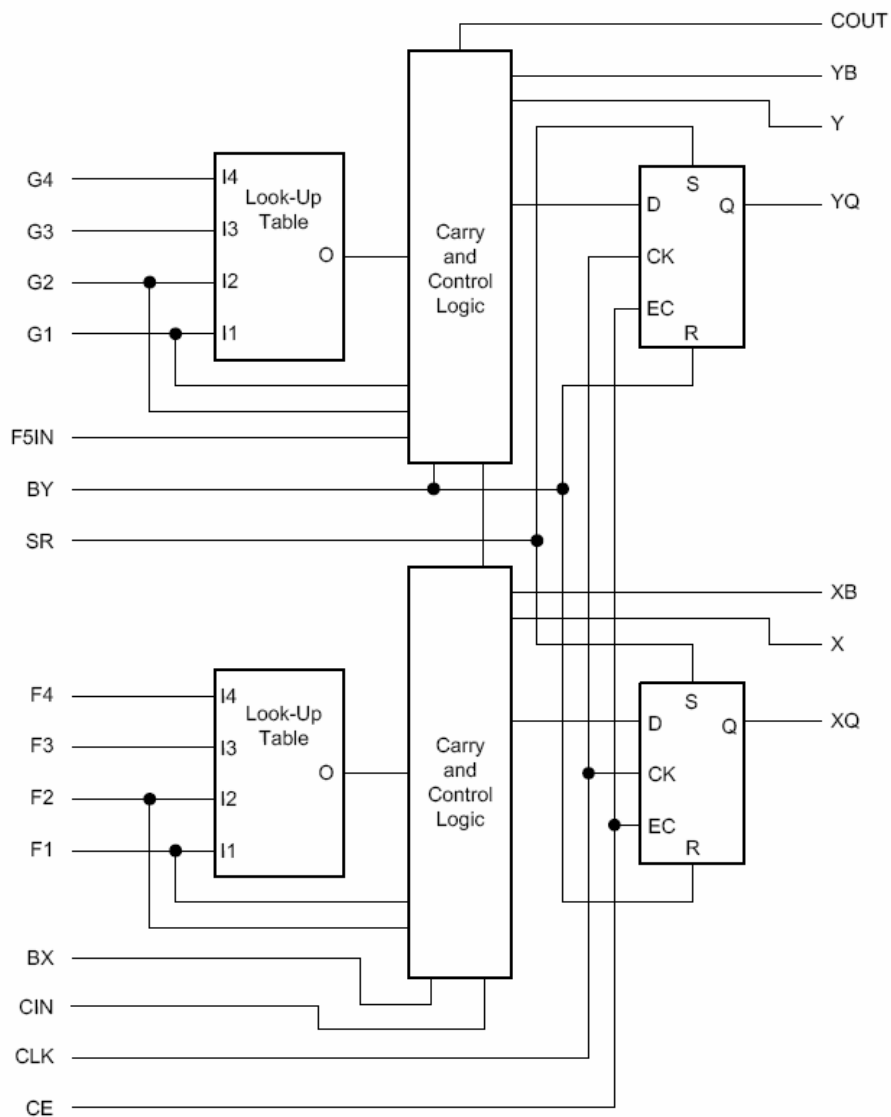 COUT
YB
Y
G4
I4
Look-Up
Table
S
D
Q
YQ
G3
I3
Carry
and
Control
Logic
O
CK
G2
I2
EC
G1
I1
R
F5IN
BY
SR
XB
X
F4
I4
Look-Up
Table
S
D
Q
XQ
F3
I3
Carry
and
Control
Logic
O
CK
F2
I2
EC
F1
I1
R
BX
CIN
CLK
CE